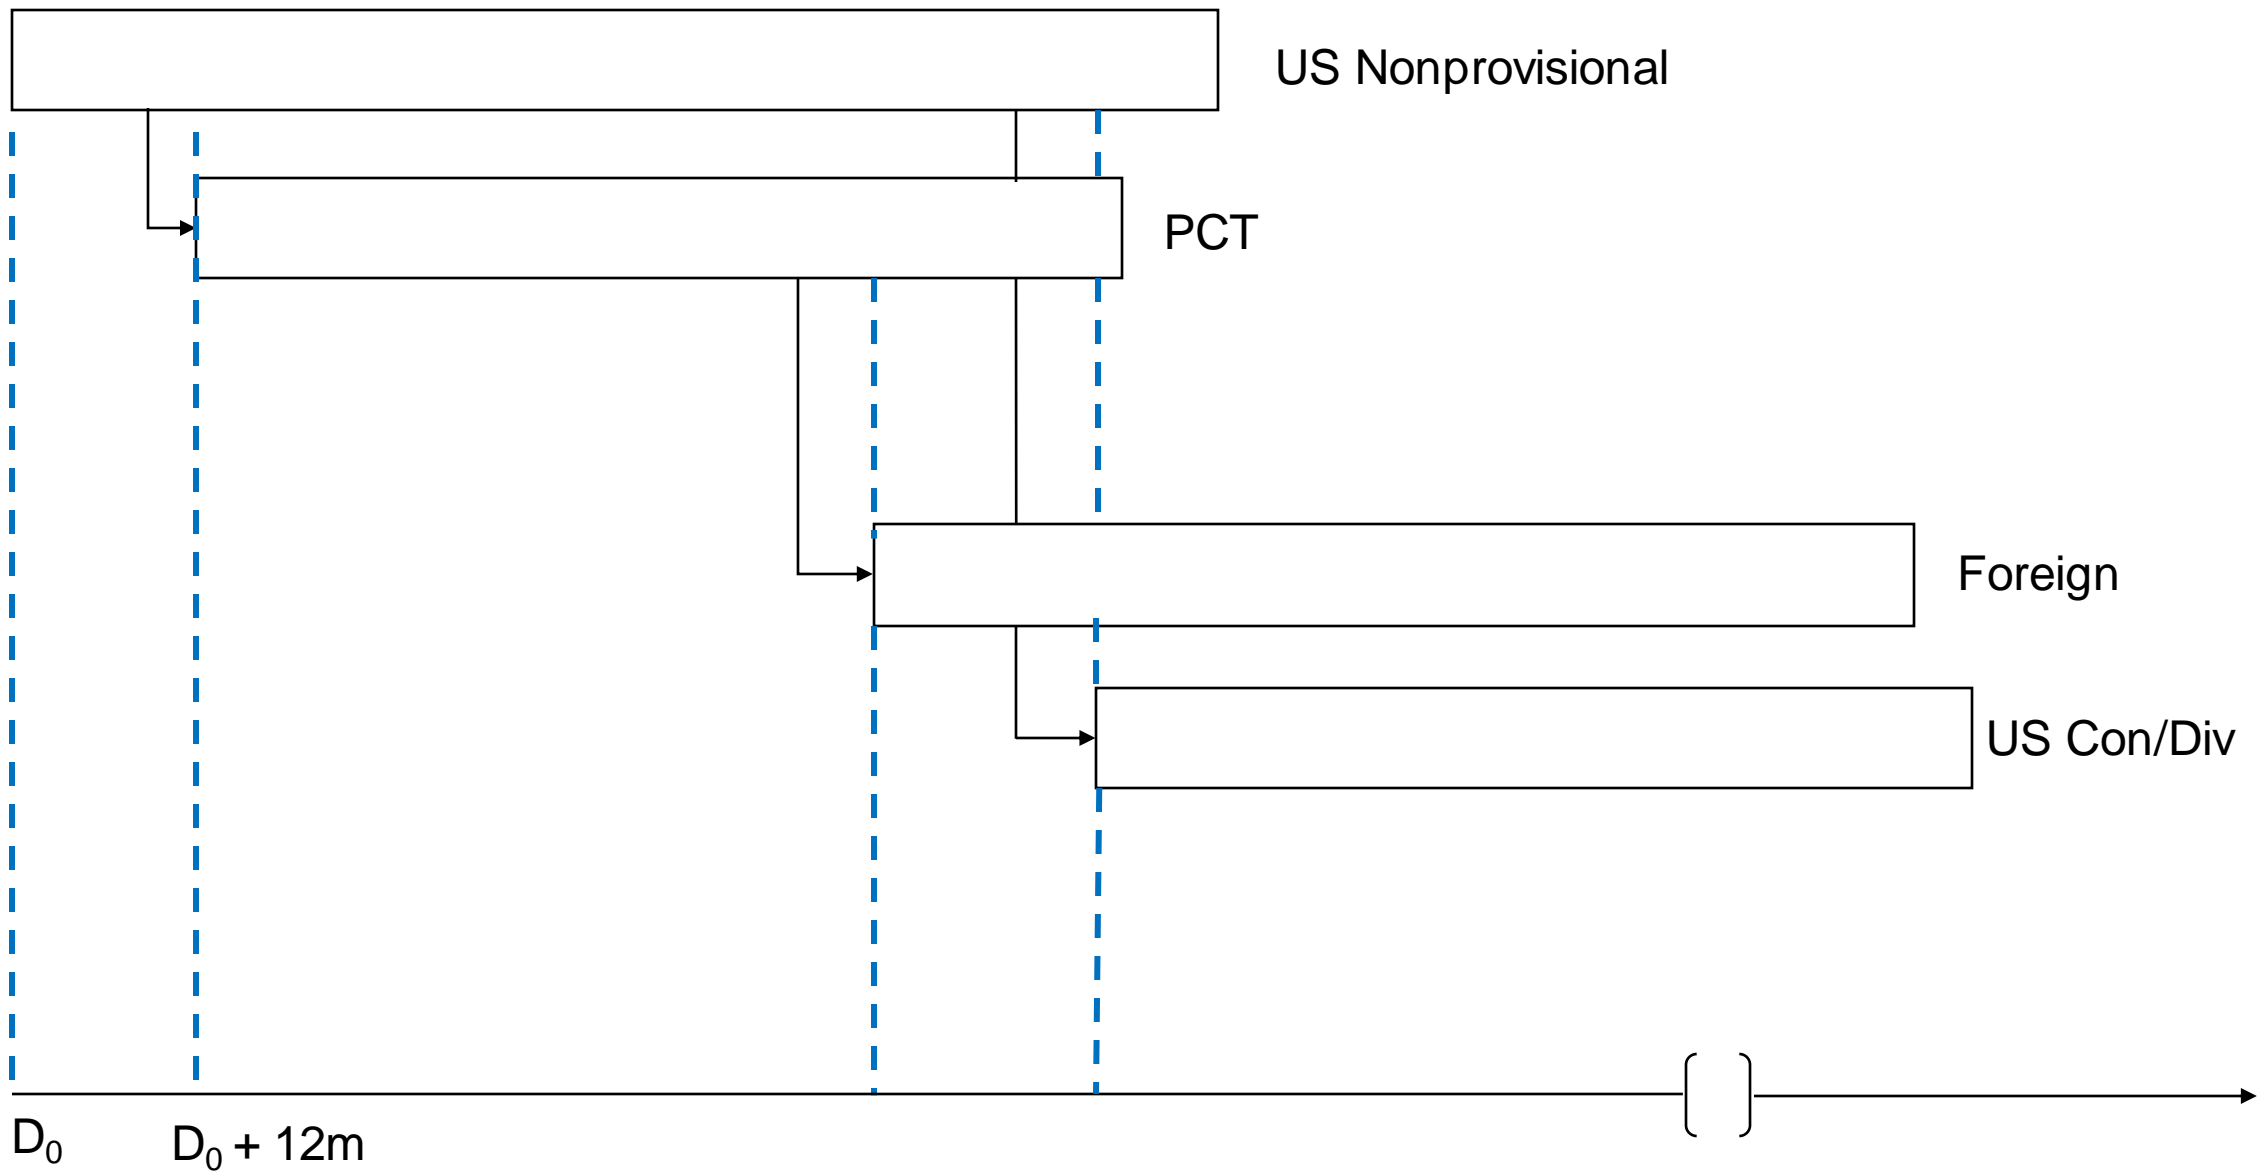 US Nonprovisional
PCT
Foreign
US Con/Div
D₀
D₀ + 12m